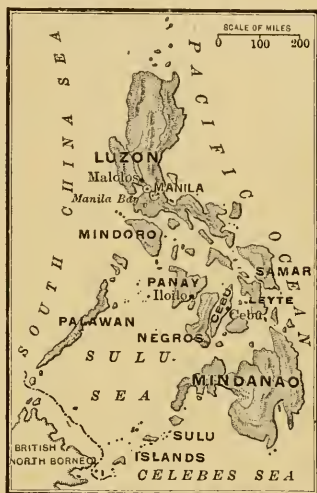 SCALE OF MILES
0 100 200
SOUTH CHINA SEA
PACIFIC OCEAN
LUZON
Malolos
MANILA
Manila Bay
MINDORO
SAMAR
PANAY
Iloilo
CEBU
LEYTE
Cebu
PALAWAN
NEGROS
SULU
SEA
MINDANAO
BRITISH
NORTH BORNEO
SULU
ISLANDS
CELEBES SEA